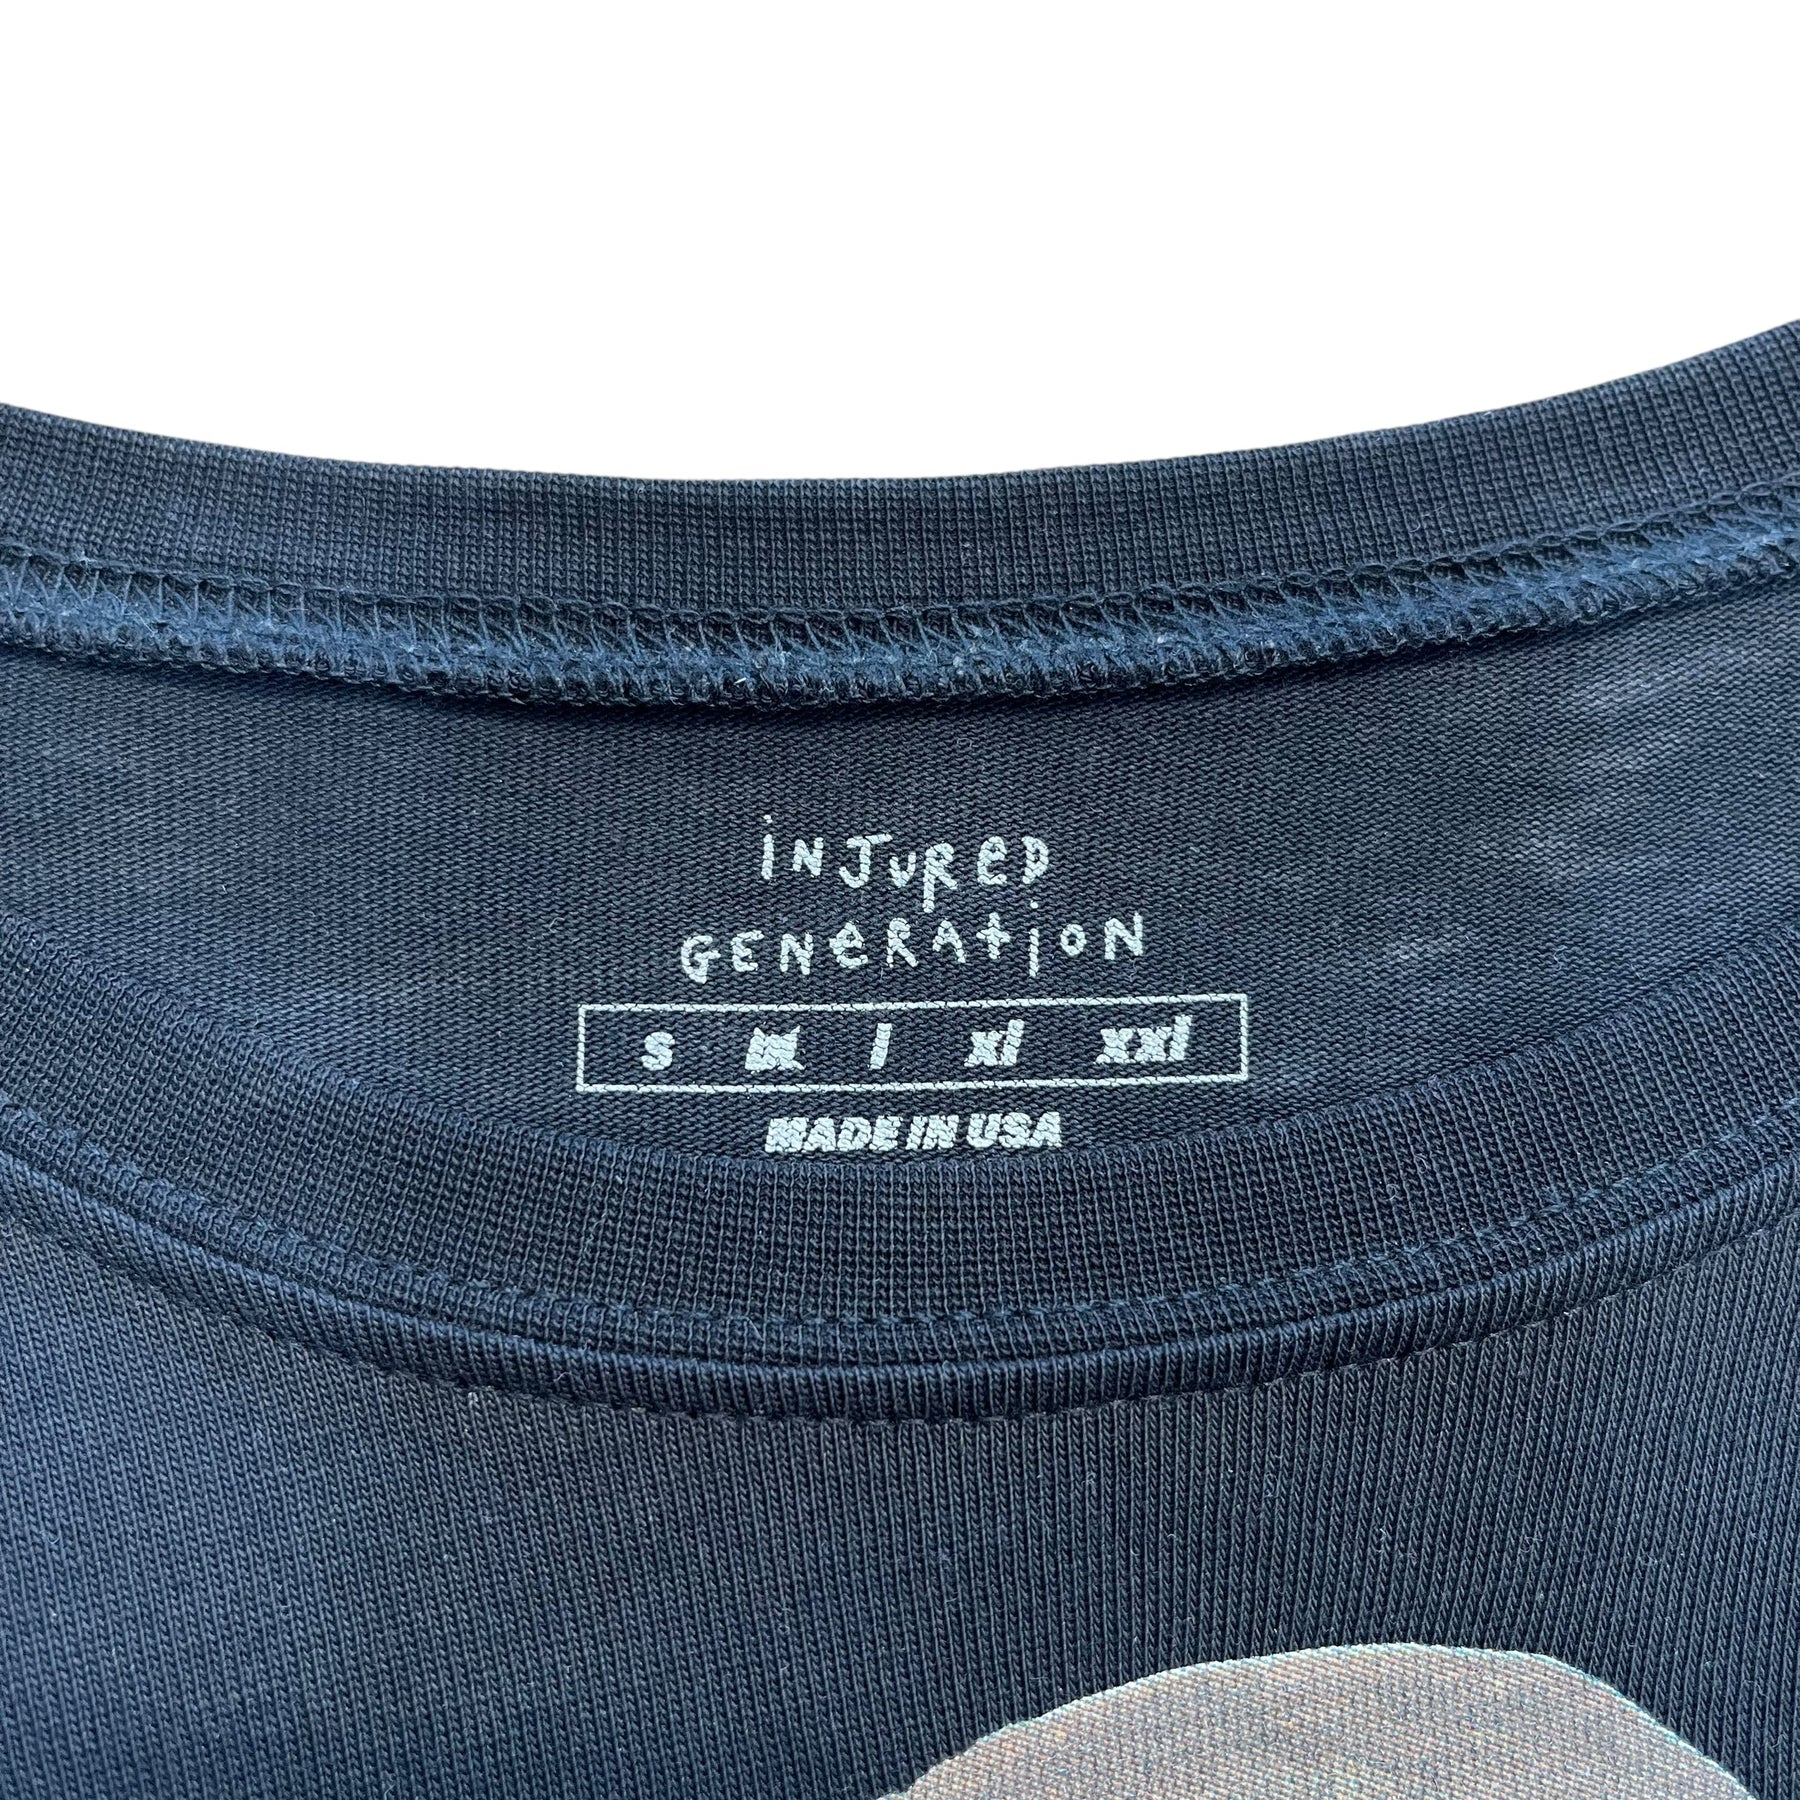 iNJURED
GENeRAtiON
S M l xl xxl
MADE IN USA